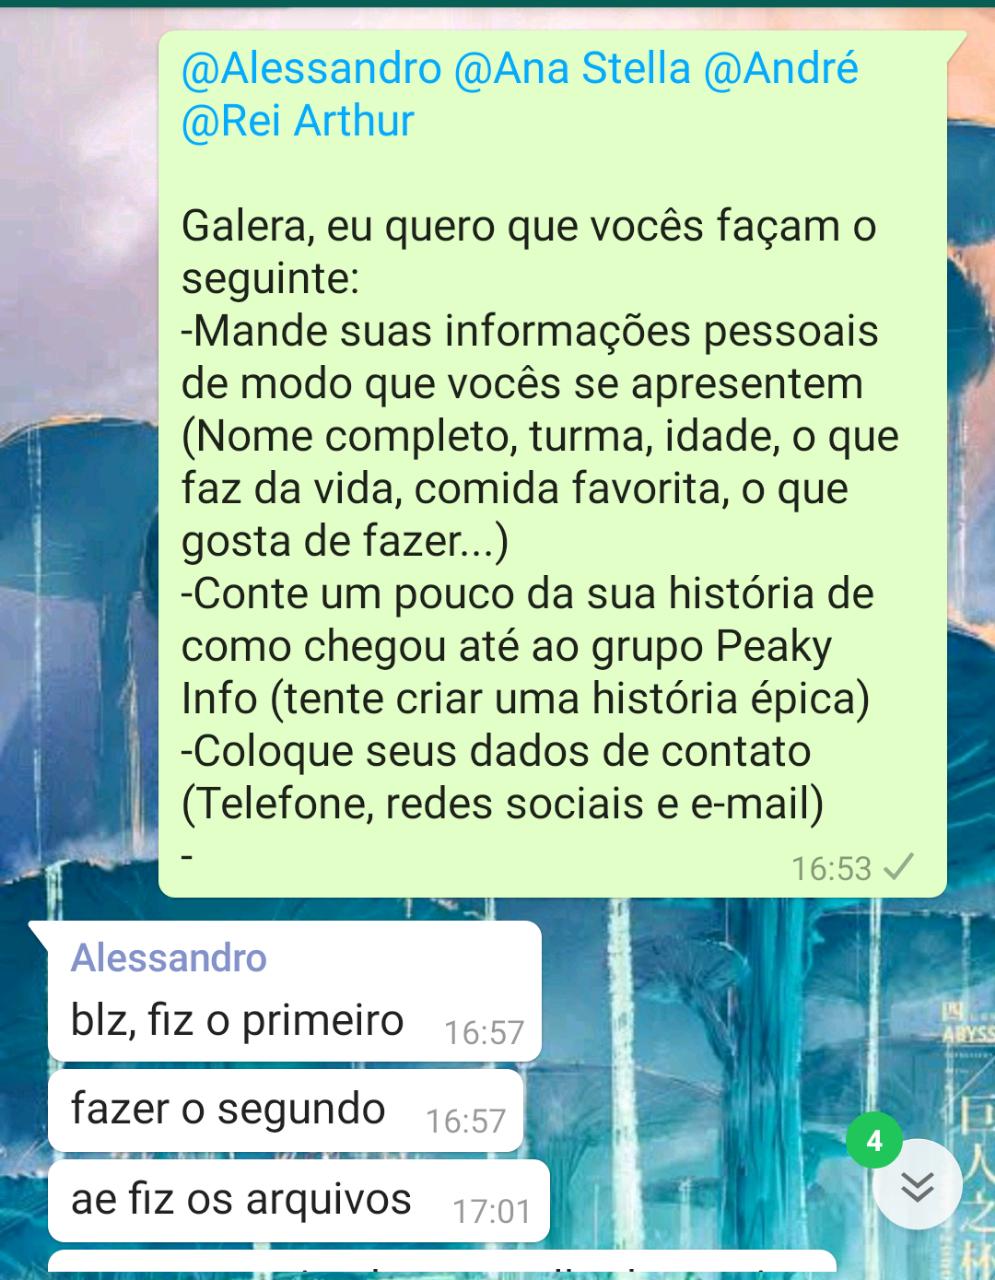 @Alessandro @Ana Stella @André
@Rei Arthur
Galera, eu quero que vocês façam o
seguinte:
-Mande suas informações pessoais
de modo que vocês se apresentem
(Nome completo, turma, idade, o que
faz da vida, comida favorita, o que
gosta de fazer...)
-Conte um pouco da sua história de
como chegou até ao grupo Peaky
Info (tente criar uma história épica)
-Coloque seus dados de contato
(Telefone, redes sociais e e-mail)
-
16:53
Alessandro
blz, fiz o primeiro 16:57
ABYSS
fazer o segundo 16:57
4
ae fiz os arquivos 17:01
巨人之